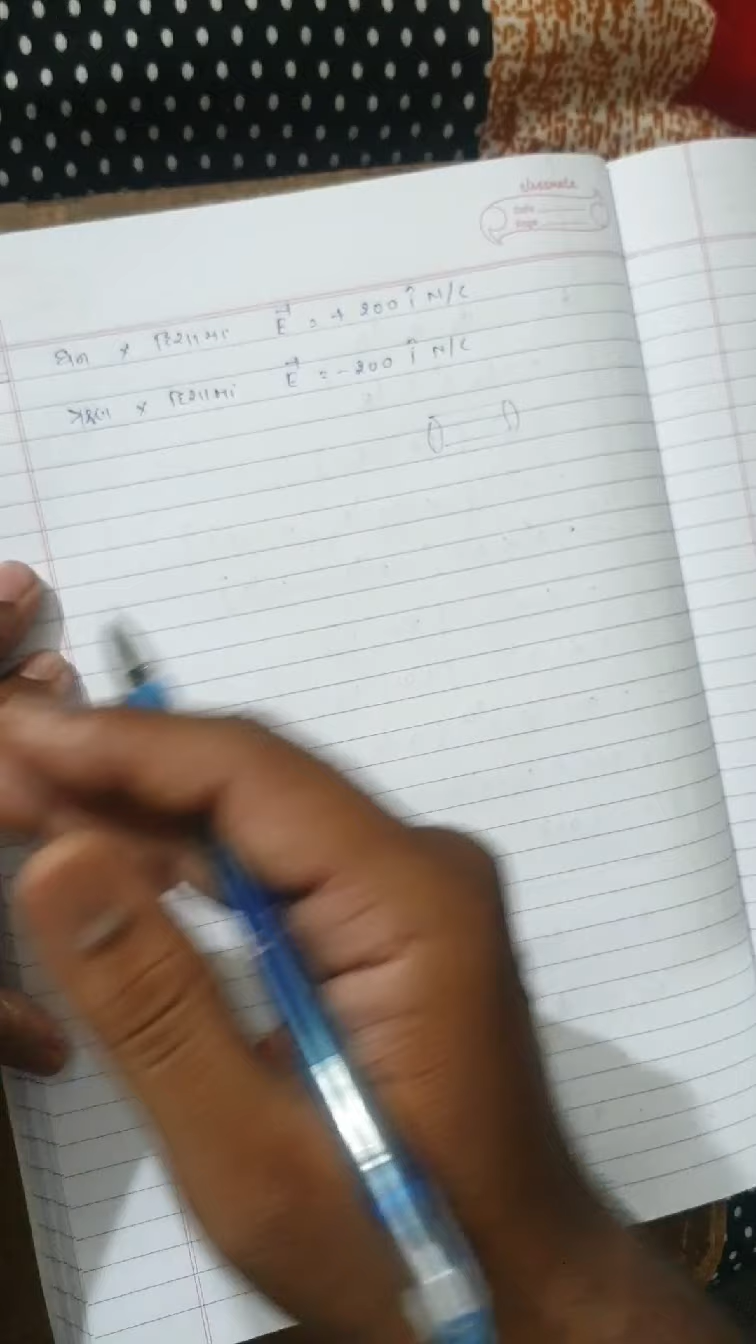 classmate
Date
Page
ધન x દિશામાં E⃗ = + 200 î N/C
ઋણ x દિશામાં E⃗ = - 200 î N/C